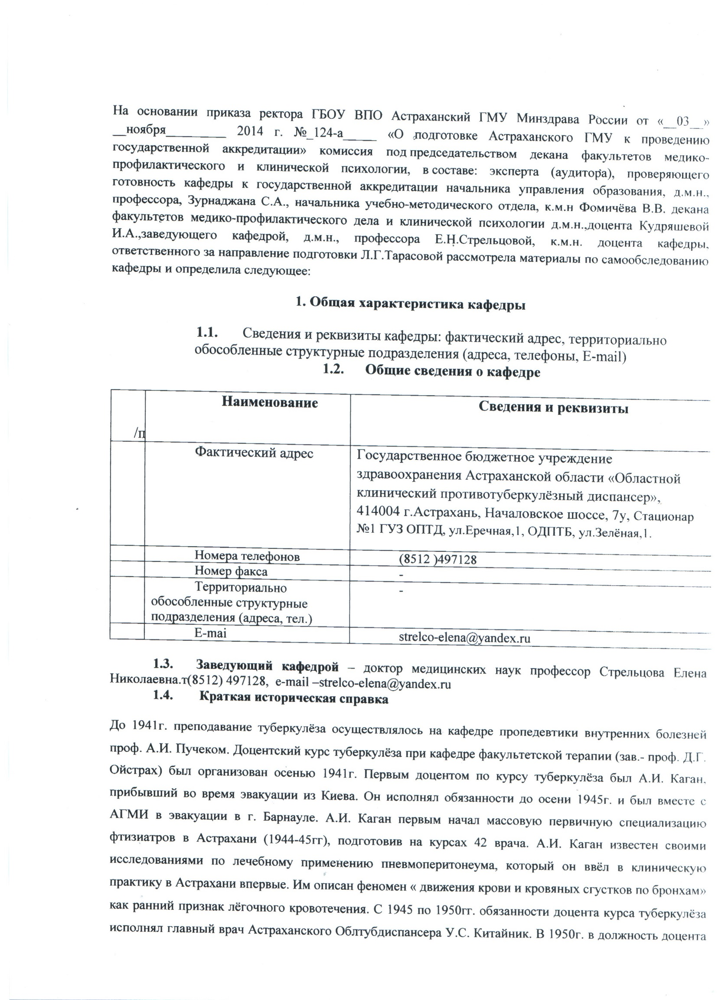 На основании приказа ректора ГБОУ ВПО Астраханский ГМУ Минздрава России от «__03__»
__ноября_________ 2014 г. №_124-а_____ «О подготовке Астраханского ГМУ к проведению
государственной аккредитации» комиссия под председательством декана факультетов медико-
профилактического и клинической психологии, в составе: эксперта (аудитора), проверяющего
готовность кафедры к государственной аккредитации начальника управления образования, д.м.н.,
профессора, Зурнаджана С.А., начальника учебно-методического отдела, к.м.н Фомичёва В.В. декана
факультетов медико-профилактического дела и клинической психологии д.м.н.,доцента Кудряшевой
И.А.,заведующего кафедрой, д.м.н., профессора Е.Н.Стрельцовой, к.м.н. доцента кафедры,
ответственного за направление подготовки Л.Г.Тарасовой рассмотрела материалы по самообследованию
кафедры и определила следующее:
1. Общая характеристика кафедры
1.1. Сведения и реквизиты кафедры: фактический адрес, территориально
обособленные структурные подразделения (адреса, телефоны, E-mail)
1.2. Общие сведения о кафедре
/п Наименование Сведения и реквизиты
Фактический адрес Государственное бюджетное учреждение
здравоохранения Астраханской области «Областной
клинический противотуберкулёзный диспансер»,
414004 г.Астрахань, Началовское шоссе, 7у, Стационар
№1 ГУЗ ОПТД, ул.Еречная,1, ОДПТБ, ул.Зелёная,1.
Номера телефонов (8512 )497128
Номер факса -
Территориально -
обособленные структурные
подразделения (адреса, тел.)
E-mai strelco-elena@yandex.ru
1.3. Заведующий кафедрой – доктор медицинских наук профессор Стрельцова Елена
Николаевна.т(8512) 497128, e-mail –strelco-elena@yandex.ru
1.4. Краткая историческая справка
До 1941г. преподавание туберкулёза осуществлялось на кафедре пропедевтики внутренних болезней
проф. А.И. Пучеком. Доцентский курс туберкулёза при кафедре факультетской терапии (зав.- проф. Д.Г.
Ойстрах) был организован осенью 1941г. Первым доцентом по курсу туберкулёза был А.И. Каган,
прибывший во время эвакуации из Киева. Он исполнял обязанности до осени 1945г. и был вместе с
АГМИ в эвакуации в г. Барнауле. А.И. Каган первым начал массовую первичную специализацию
фтизиатров в Астрахани (1944-45гг), подготовив на курсах 42 врача. А.И. Каган известен своими
исследованиями по лечебному применению пневмоперитонеума, который он ввёл в клиническую
практику в Астрахани впервые. Им описан феномен « движения крови и кровяных сгустков по бронхам»
как ранний признак лёгочного кровотечения. С 1945 по 1950гг. обязанности доцента курса туберкулёза
исполнял главный врач Астраханского Облтубдиспансера У.С. Китайник. В 1950г. в должность доцента